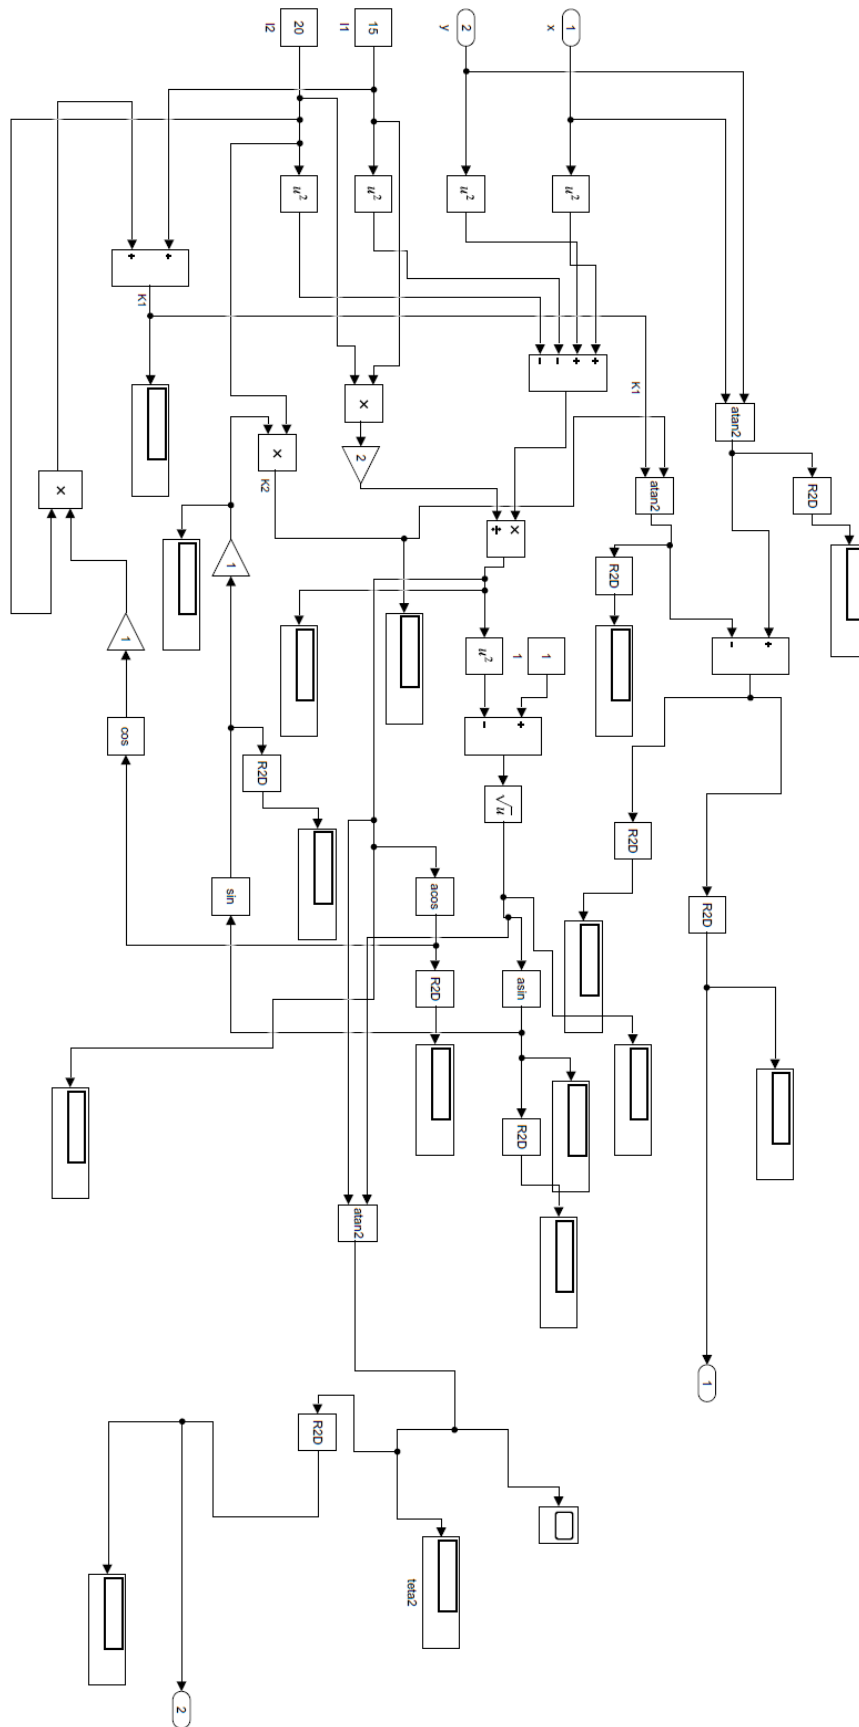 R2D
atan2
+
-
R2D
1
1
x
R2D
K1
atan2
+
+
-
-
R2D
u²
1
1
asin
R2D
×
÷
+
-
√u
2
y
u²
u²
acos
R2D
teta2
15
l1
u²
×
2
atan2
20
l2
u²
×
K2
R2D
R2D
1
sin
2
+
+
K1
1
cos
×